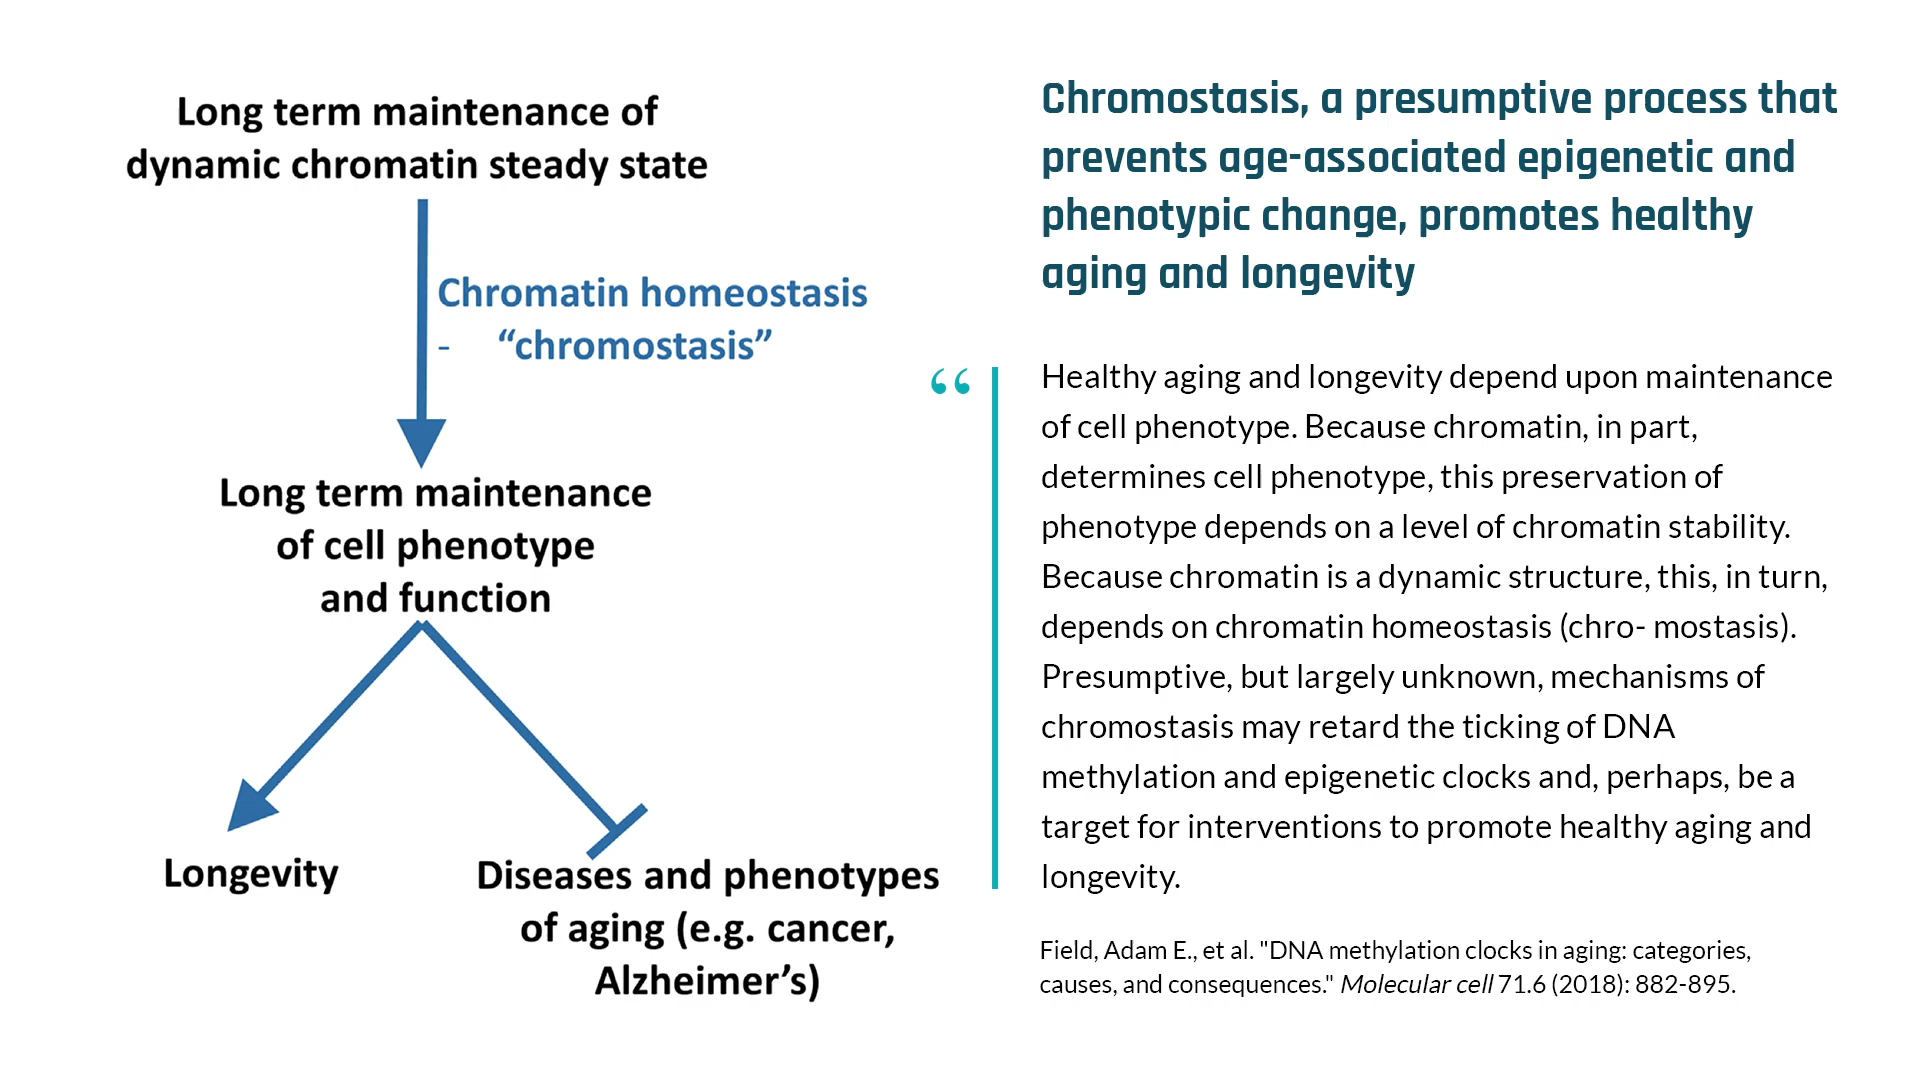 Long term maintenance of
dynamic chromatin steady state
Chromatin homeostasis
- “chromostasis”
Long term maintenance
of cell phenotype
and function
Longevity
Diseases and phenotypes
of aging (e.g. cancer,
Alzheimer’s)
Chromostasis, a presumptive process that
prevents age-associated epigenetic and
phenotypic change, promotes healthy
aging and longevity
“
Healthy aging and longevity depend upon maintenance
of cell phenotype. Because chromatin, in part,
determines cell phenotype, this preservation of
phenotype depends on a level of chromatin stability.
Because chromatin is a dynamic structure, this, in turn,
depends on chromatin homeostasis (chro- mostasis).
Presumptive, but largely unknown, mechanisms of
chromostasis may retard the ticking of DNA
methylation and epigenetic clocks and, perhaps, be a
target for interventions to promote healthy aging and
longevity.
Field, Adam E., et al. "DNA methylation clocks in aging: categories,
causes, and consequences." Molecular cell 71.6 (2018): 882-895.